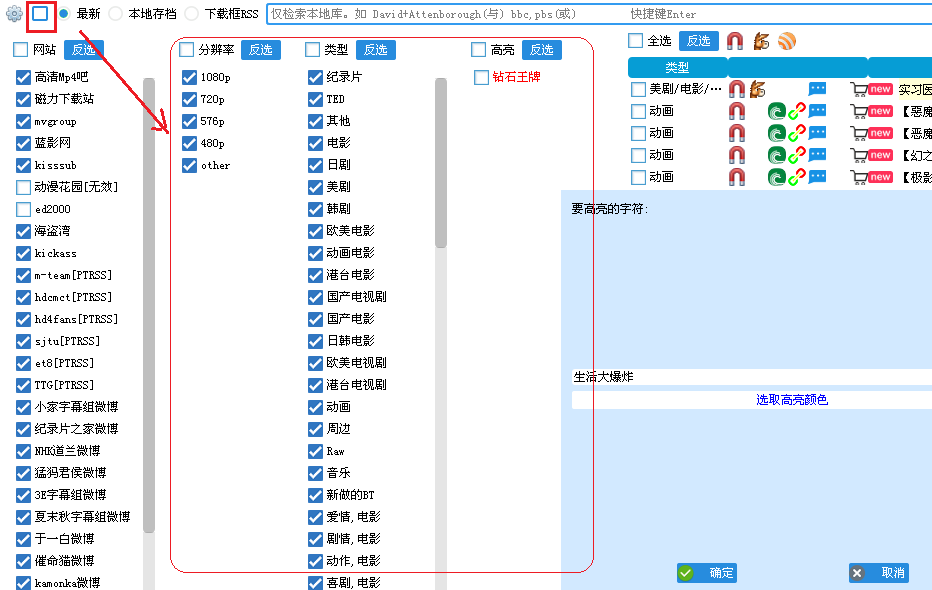 最新 本地存档 下载框RSS 仅检索本地库。如 David+Attenborough(与) bbc,pbs(或) 快捷键Enter
网站 反选
高清Mp4吧
磁力下载站
mvgroup
蓝影网
kisssub
动漫花园[无效]
ed2000
海盗湾
kickass
m-team[PTRSS]
hdcmct[PTRSS]
hd4fans[PTRSS]
sjtu[PTRSS]
et8[PTRSS]
TTG[PTRSS]
小家字幕组微博
纪录片之家微博
NHK道兰微博
猛犸君侯微博
3E字幕组微博
夏末秋字幕组微博
于一白微博
催命猫微博
kamonka微博
分辨率 反选
1080p
720p
576p
480p
other
类型 反选
纪录片
TED
其他
电影
日剧
美剧
韩剧
欧美电影
动画电影
港台电影
国产电视剧
国产电影
日韩电影
欧美电视剧
港台电视剧
动画
周边
Raw
音乐
新做的BT
爱情,电影
剧情,电影
动作,电影
喜剧,电影
高亮 反选
钻石王牌
全选 反选
类型
美剧/电影/… new 实习医
动画 new 【恶魔
动画 new 【恶魔
动画 new 【幻之
动画 new 【极影
要高亮的字符:
生活大爆炸
选取高亮颜色
确定 取消